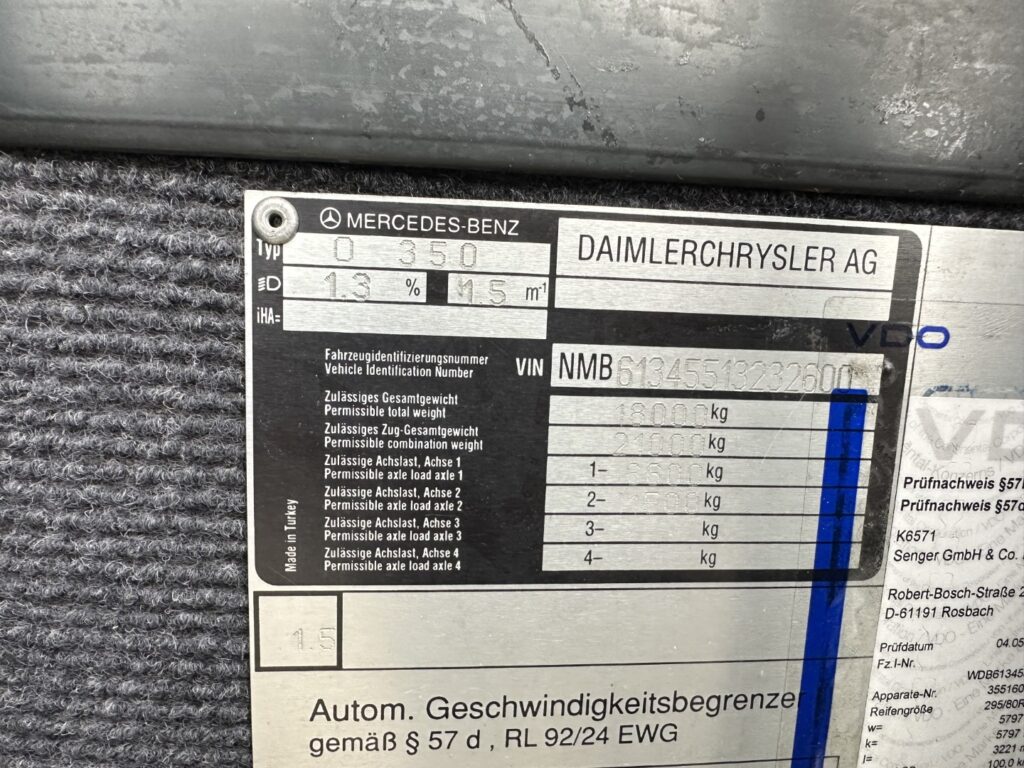 MERCEDES-BENZ
Typ O 350
1.3 % 1.5 m-1
iHA=
DAIMLERCHRYSLER AG
VDO
Fahrzeugidentifizierungsnummer
Vehicle Identification Number
VIN NMB61345513232600
Zulässiges Gesamtgewicht
Permissible total weight
18000 kg
Zulässiges Zug-Gesamtgewicht
Permissible combination weight
21000 kg
Zulässige Achslast, Achse 1
Permissible axle load axle 1
1– 6500 kg
Zulässige Achslast, Achse 2
Permissible axle load axle 2
2– kg
Zulässige Achslast, Achse 3
Permissible axle load axle 3
3– kg
Zulässige Achslast, Achse 4
Permissible axle load axle 4
4– kg
Made in Turkey
1.5
Autom. Geschwindigkeitsbegrenzer
gemäß § 57 d , RL 92/24 EWG
Prüfnachweis §57
Prüfnachweis §57d
K6571
Senger GmbH & Co.
Robert-Bosch-Straße 2
D-61191 Rosbach
Prüfdatum 04.05
Fz.I-Nr.
WDB61345
Apparate-Nr. 355160
Reifengröße 295/80R
w= 5797
k= 5797
l= 3221
100,0